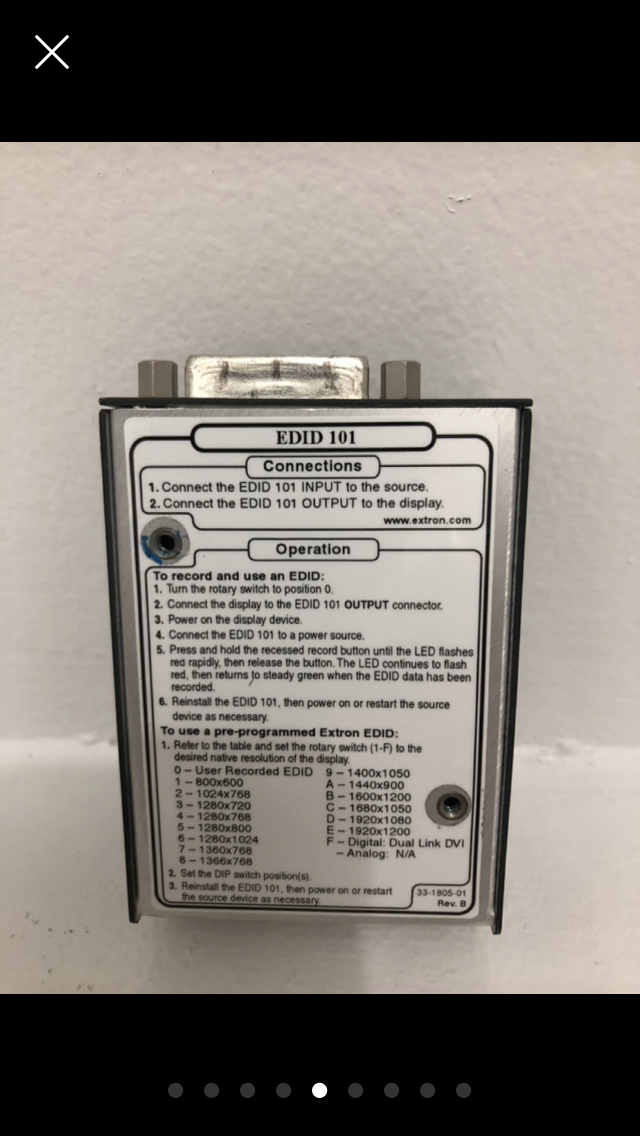 EDID 101
Connections
1. Connect the EDID 101 INPUT to the source.
2. Connect the EDID 101 OUTPUT to the display.
www.extron.com
Operation
To record and use an EDID:
1. Turn the rotary switch to position 0.
2. Connect the display to the EDID 101 OUTPUT connector.
3. Power on the display device.
4. Connect the EDID 101 to a power source.
5. Press and hold the recessed record button until the LED flashes
red rapidly, then release the button. The LED continues to flash
red, then returns to steady green when the EDID data has been
recorded.
6. Reinstall the EDID 101, then power on or restart the source
device as necessary.
To use a pre-programmed Extron EDID:
1. Refer to the table and set the rotary switch (1-F) to the
desired native resolution of the display.
0 – User Recorded EDID
1 – 800x600
2 – 1024x768
3 – 1280x720
4 – 1280x768
5 – 1280x800
6 – 1280x1024
7 – 1360x768
8 – 1366x768
9 – 1400x1050
A – 1440x900
B – 1600x1200
C – 1680x1050
D – 1920x1080
E – 1920x1200
F – Digital: Dual Link DVI
– Analog: N/A
2. Set the DIP switch position(s).
3. Reinstall the EDID 101, then power on or restart
the source device as necessary.
33-1805-01
Rev. B